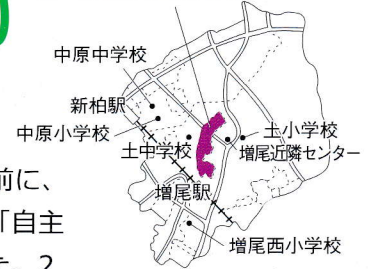 中原中学校
新柏駅
中原小学校
土小学校
土中学校
増尾近隣センター
増尾駅
増尾西小学校
前に、
「自主